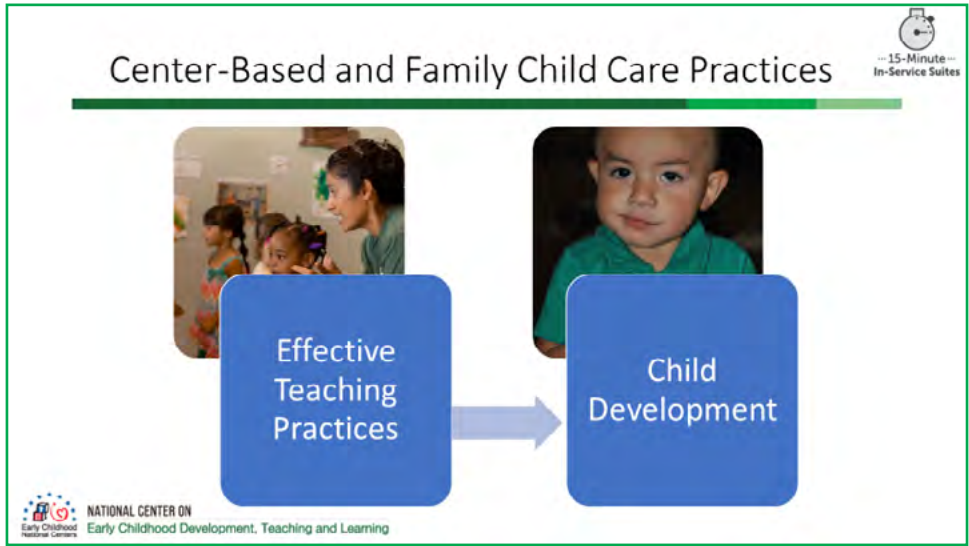 Center-Based and Family Child Care Practices
15-Minute
In-Service Suites
Effective
Teaching
Practices
Child
Development
Early Childhood
National Centers
NATIONAL CENTER ON
Early Childhood Development, Teaching and Learning